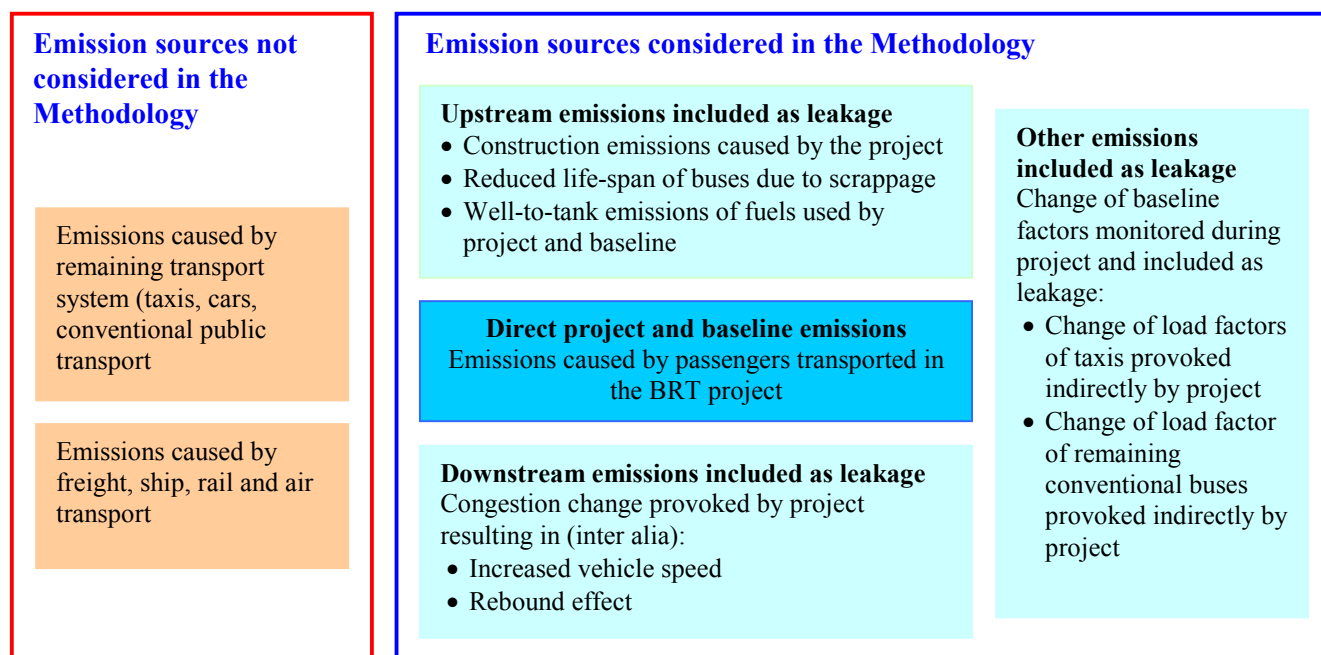 Emission sources not
considered in the
Methodology
Emissions caused by
remaining transport
system (taxis, cars,
conventional public
transport
Emissions caused by
freight, ship, rail and air
transport
Emission sources considered in the Methodology
Upstream emissions included as leakage
• Construction emissions caused by the project
• Reduced life-span of buses due to scrappage
• Well-to-tank emissions of fuels used by
project and baseline
Direct project and baseline emissions
Emissions caused by passengers transported in
the BRT project
Downstream emissions included as leakage
Congestion change provoked by project
resulting in (inter alia):
• Increased vehicle speed
• Rebound effect
Other emissions
included as leakage
Change of baseline
factors monitored during
project and included as
leakage:
• Change of load factors
of taxis provoked
indirectly by project
• Change of load factor
of remaining
conventional buses
provoked indirectly by
project